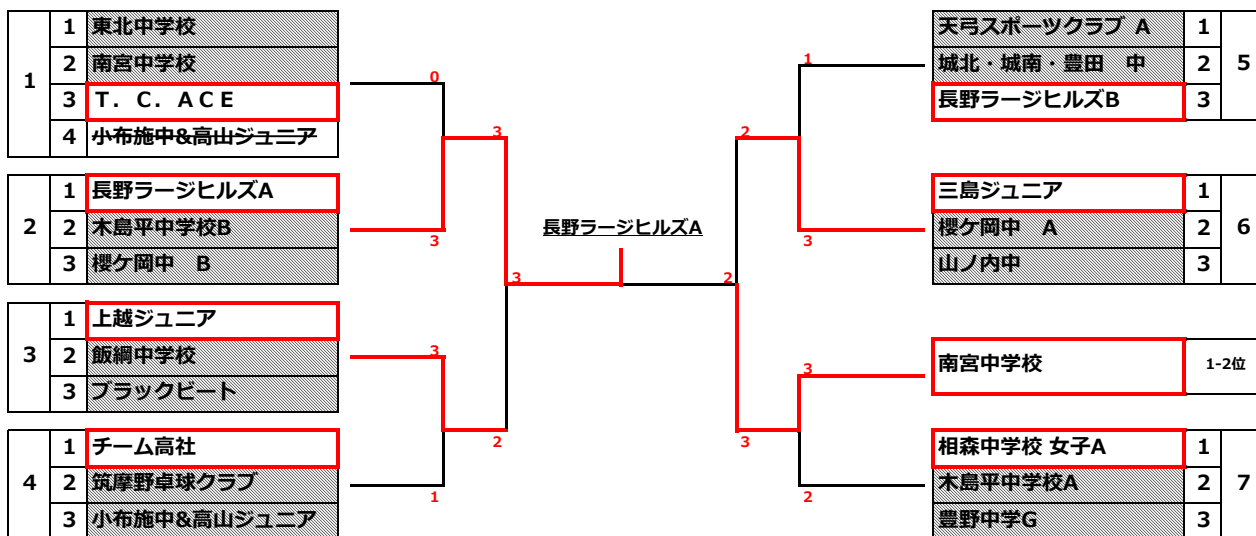 1
1 東北中学校
2 南宮中学校
3 T. C. ACE
4 小布施中&高山ジュニア
2
1 長野ラージヒルズA
2 木島平中学校B
3 櫻ケ岡中 B
3
1 上越ジュニア
2 飯綱中学校
3 ブラックビート
4
1 チーム高社
2 筑摩野卓球クラブ
3 小布施中&高山ジュニア
0
3
3
3
3
2
1
長野ラージヒルズA
1
2
3
2
3
3
2
天弓スポーツクラブ A 1
城北・城南・豊田 中 2
長野ラージヒルズB 3
5
三島ジュニア 1
櫻ケ岡中 A 2
山ノ内中 3
6
南宮中学校 1-2位
相森中学校 女子A 1
木島平中学校A 2
豊野中学G 3
7